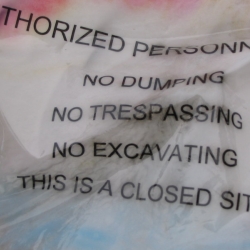 THORIZED PERSONN
NO DUMPING
NO TRESPASSING
NO EXCAVATING
THIS IS A CLOSED SIT